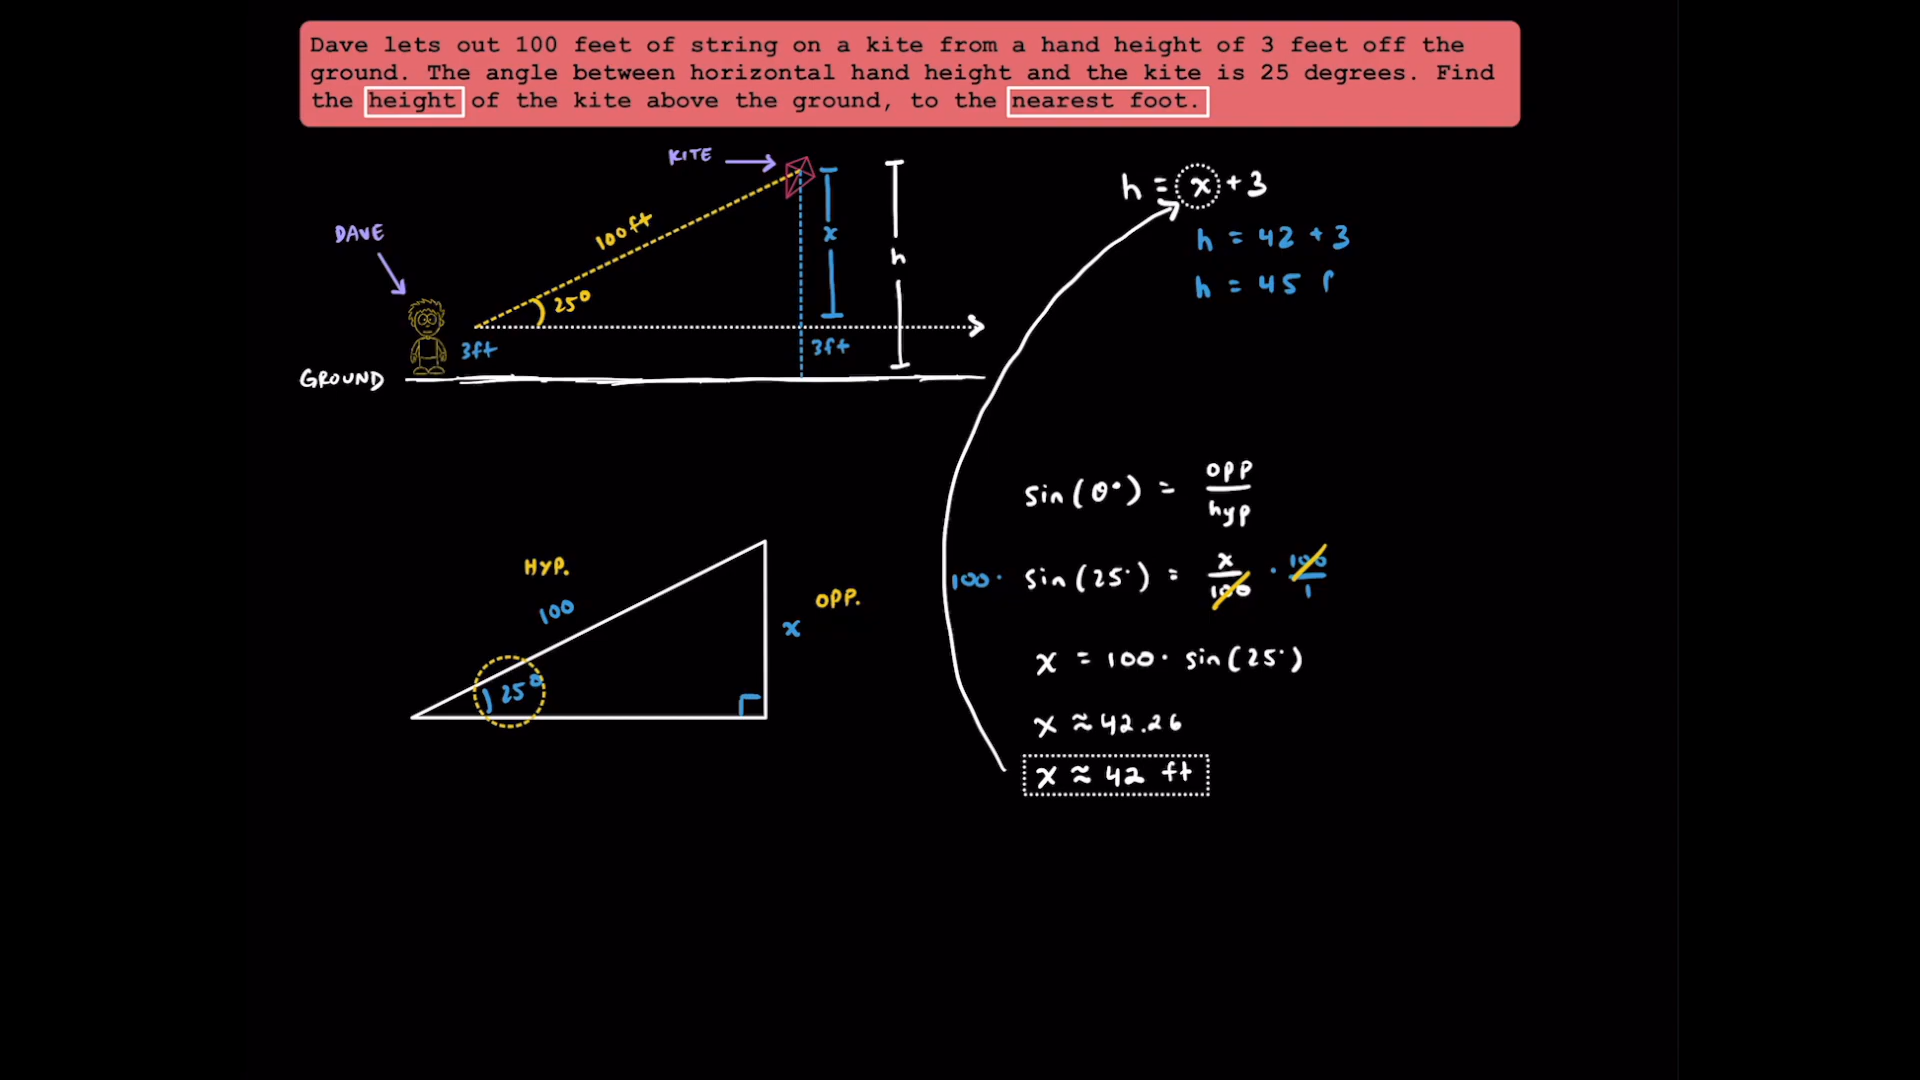 Dave lets out 100 feet of string on a kite from a hand height of 3 feet off the
ground. The angle between horizontal hand height and the kite is 25 degrees. Find
the height of the kite above the ground, to the nearest foot.
KITE
DAVE
100ft
x
h
25°
3ft
3ft
GROUND
h = x + 3
h = 42 + 3
h = 45 f
sin(θ°) = opp/hyp
100· sin(25°) = x/100 · 100/1
x = 100· sin(25°)
x ≈ 42.26
x ≈ 42 ft
HYP.
100
OPP.
x
25°